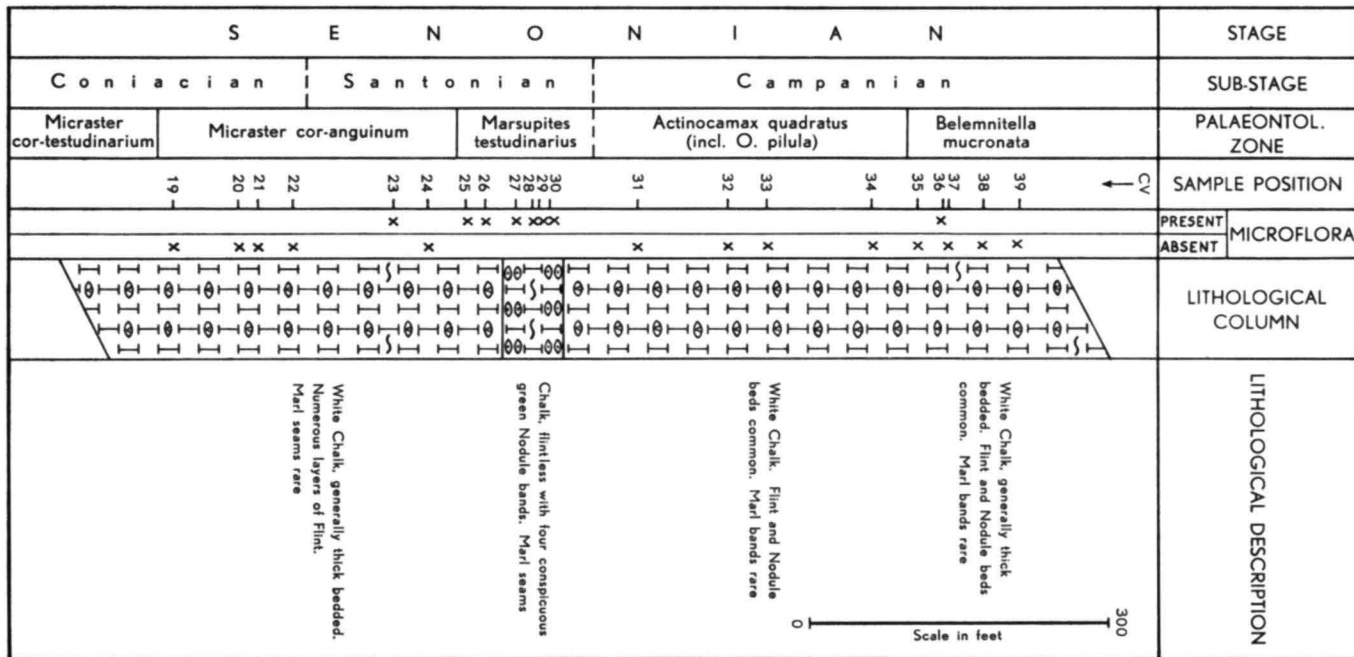 S E N O N I A N
STAGE
Coniacian
Santonian
Campanian
SUB-STAGE
Micraster
cor-testudinarium
Micraster cor-anguinum
Marsupites
testudinarius
Actinocamax quadratus
(incl. O. pilula)
Belemnitella
mucronata
PALAEONTOL.
ZONE
19 20 21 22 23 24 25 26 27 28 29 30 31 32 33 34 35 36 37 38 39
CV
SAMPLE POSITION
PRESENT
ABSENT
MICROFLORA
LITHOLOGICAL
COLUMN
White Chalk, generally thick bedded.
Numerous layers of Flint.
Marl seams rare
Chalk, flintless with four conspicuous
green Nodule bands. Marl seams
White Chalk. Flint and Nodule
beds common. Marl bands rare
White Chalk, generally thick
bedded. Flint and Nodule beds
common. Marl bands rare
0
300
Scale in feet
LITHOLOGICAL DESCRIPTION